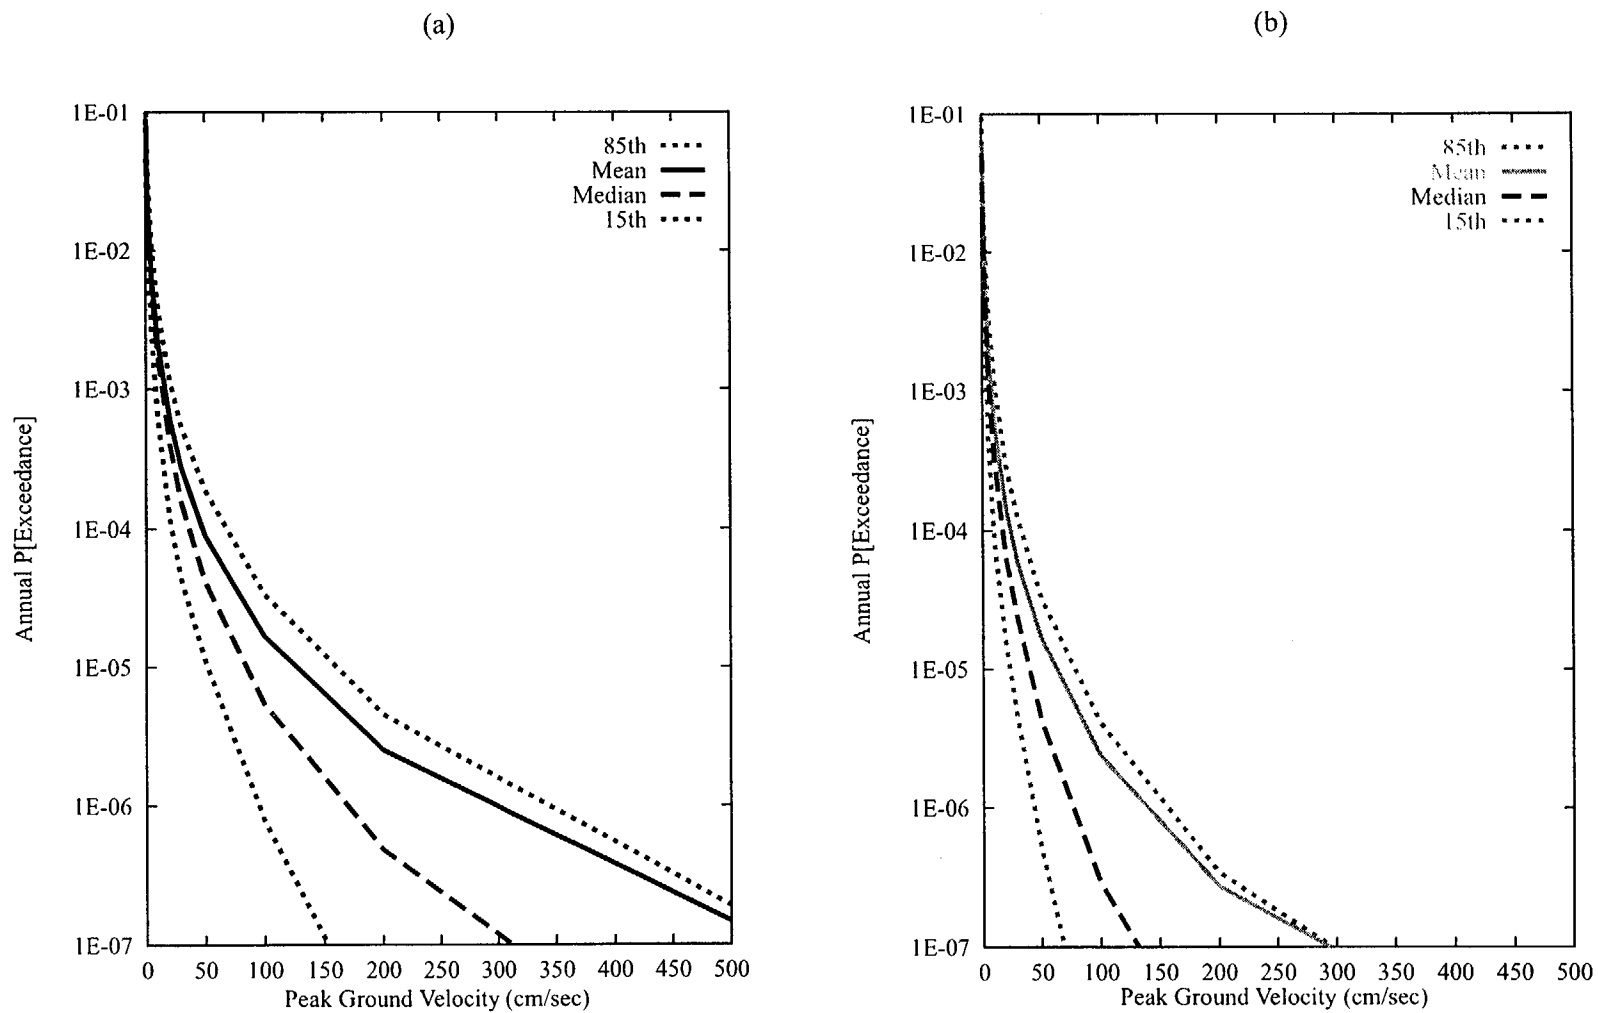 (a)
1E-01
1E-02
1E-03
1E-04
1E-05
1E-06
1E-07
Annual P[Exceedance]
85th
Mean
Median
15th
0 50 100 150 200 250 300 350 400 450 500
Peak Ground Velocity (cm/sec)
(b)
1E-01
1E-02
1E-03
1E-04
1E-05
1E-06
1E-07
Annual P[Exceedance]
85th
Mean
Median
15th
0 50 100 150 200 250 300 350 400 450 500
Peak Ground Velocity (cm/sec)